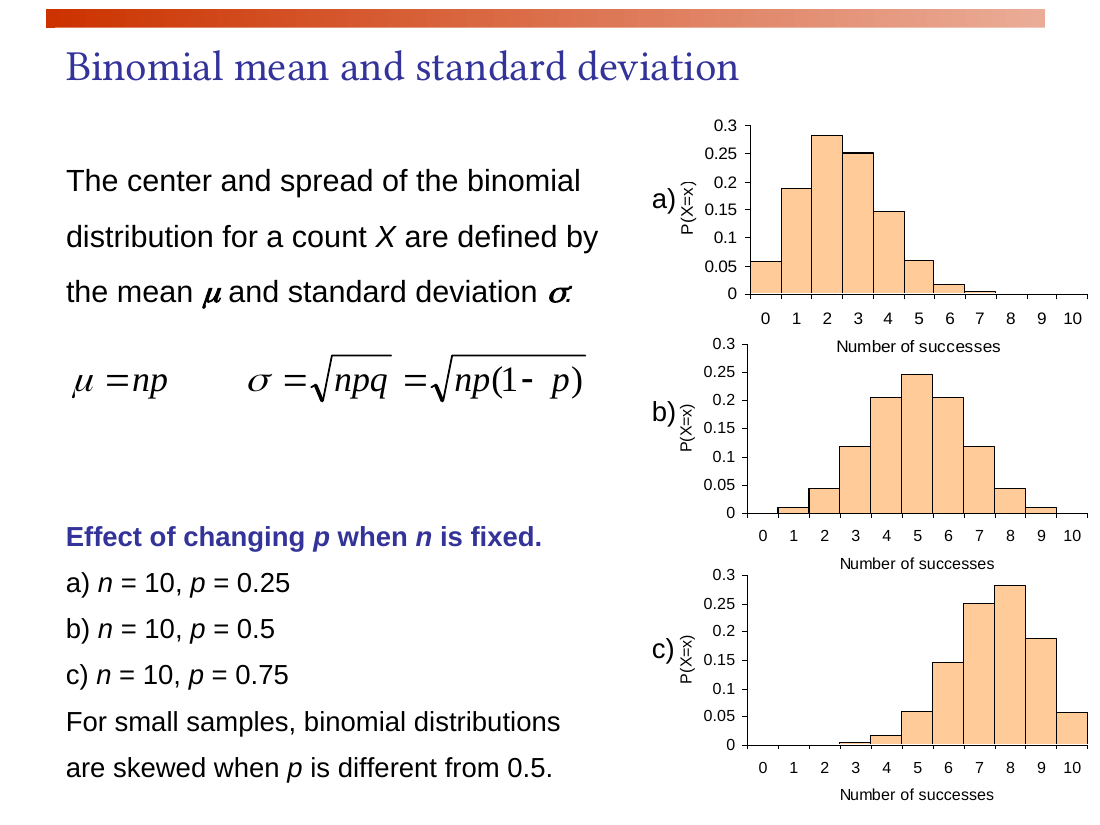 Binomial mean and standard deviation
The center and spread of the binomial
distribution for a count X are defined by
the mean μ and standard deviation σ:
μ = np σ = √npq = √np(1- p)
Effect of changing p when n is fixed.
a) n = 10, p = 0.25
b) n = 10, p = 0.5
c) n = 10, p = 0.75
For small samples, binomial distributions
are skewed when p is different from 0.5.
a)
P(X=x)
0.3
0.25
0.2
0.15
0.1
0.05
0
0 1 2 3 4 5 6 7 8 9 10
Number of successes
b)
P(X=x)
0.3
0.25
0.2
0.15
0.1
0.05
0
0 1 2 3 4 5 6 7 8 9 10
Number of successes
c)
P(X=x)
0.3
0.25
0.2
0.15
0.1
0.05
0
0 1 2 3 4 5 6 7 8 9 10
Number of successes